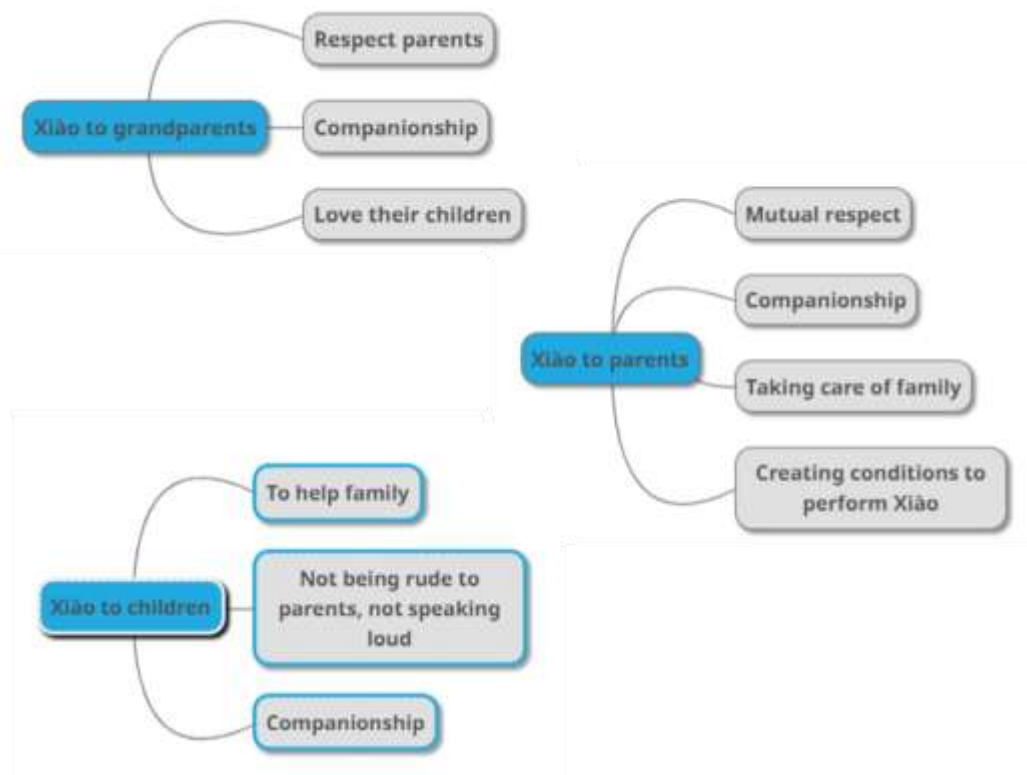 Xiào to grandparents
Respect parents
Companionship
Love their children
Xiào to parents
Mutual respect
Companionship
Taking care of family
Creating conditions to
perform Xiào
Xiào to children
To help family
Not being rude to
parents, not speaking
loud
Companionship